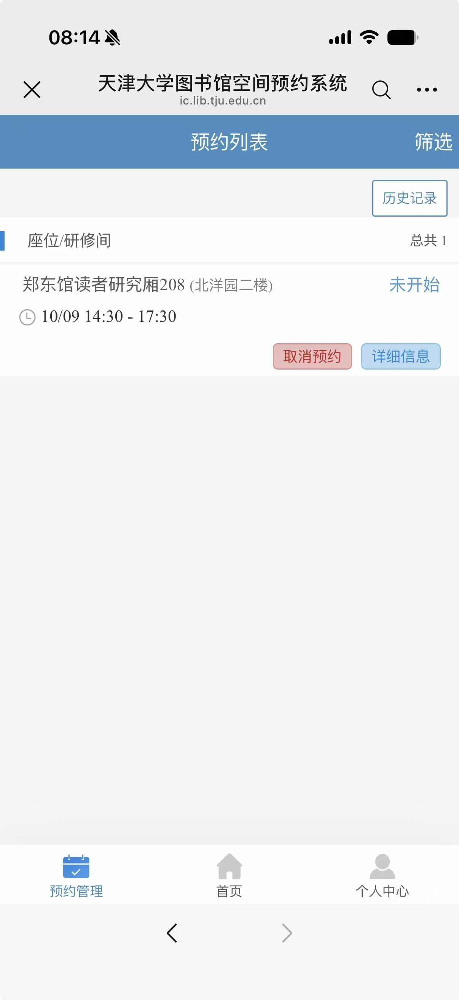 08:14
天津大学图书馆空间预约系统
ic.lib.tju.edu.cn
预约列表
筛选
历史记录
座位/研修间
总共 1
郑东馆读者研究厢208 (北洋园二楼)
未开始
10/09 14:30 - 17:30
取消预约
详细信息
预约管理
首页
个人中心